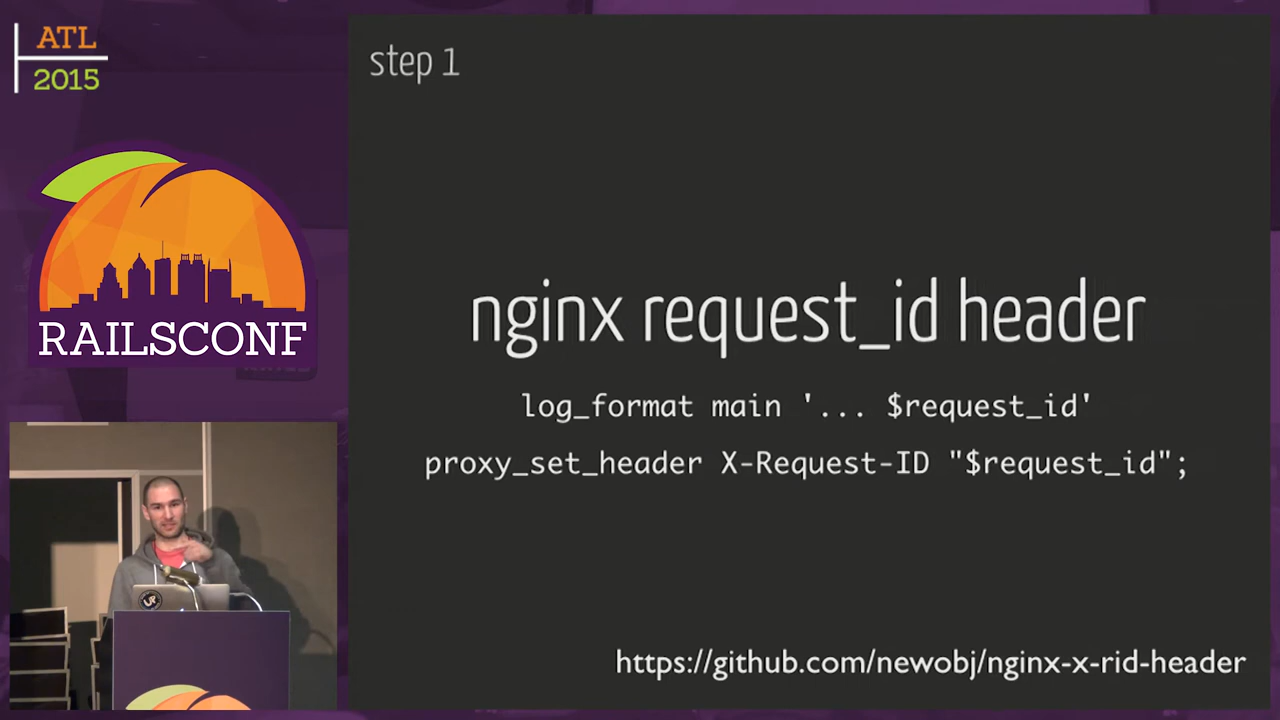 ATL
2015
RAILSCONF
step 1
nginx request_id header
log_format main '... $request_id'
proxy_set_header X-Request-ID "$request_id";
https://github.com/newobj/nginx-x-rid-header